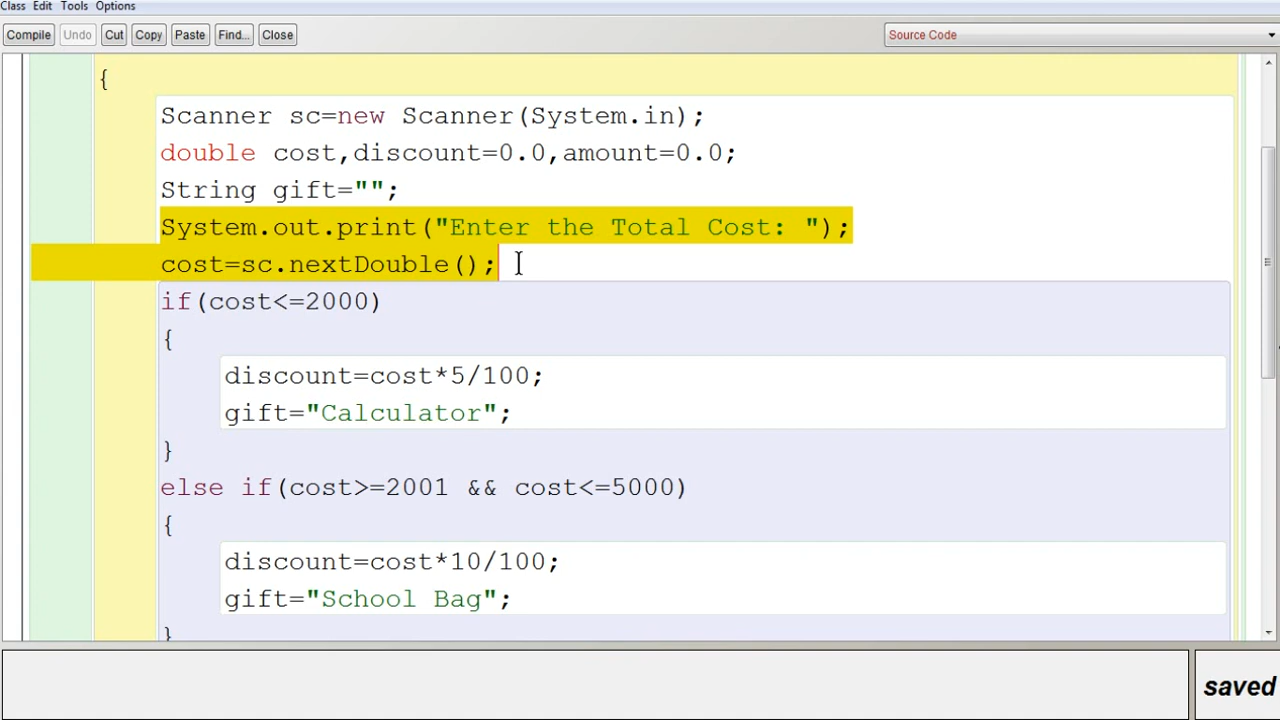 Class Edit Tools Options
Compile Undo Cut Copy Paste Find... Close Source Code
{
Scanner sc=new Scanner(System.in);
double cost,discount=0.0,amount=0.0;
String gift="";
System.out.print("Enter the Total Cost: ");
cost=sc.nextDouble();
if(cost<=2000)
{
discount=cost*5/100;
gift="Calculator";
}
else if(cost>=2001 && cost<=5000)
{
discount=cost*10/100;
gift="School Bag";
}
saved